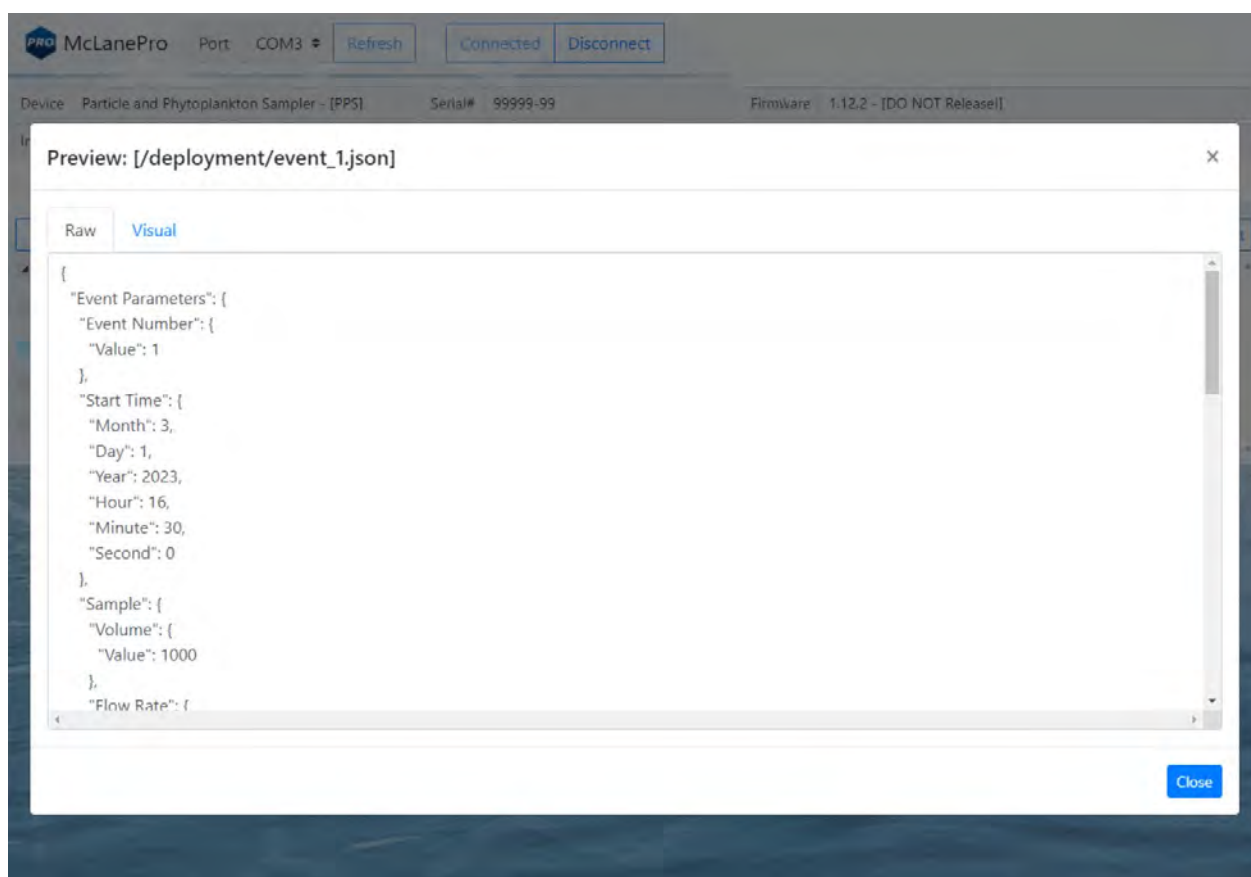 PRO McLanePro Port COM3 Refresh Connected Disconnect
Device Particle and Phytoplankton Sampler - [PPS] Serial# 99999-99 Firmware 1.12.2 - [DO NOT Release!]
Preview: [/deployment/event_1.json] ×
Raw Visual
{
"Event Parameters": {
"Event Number": {
"Value": 1
},
"Start Time": {
"Month": 3,
"Day": 1,
"Year": 2023,
"Hour": 16,
"Minute": 30,
"Second": 0
},
"Sample": {
"Volume": {
"Value": 1000
},
"Flow Rate": {
Close